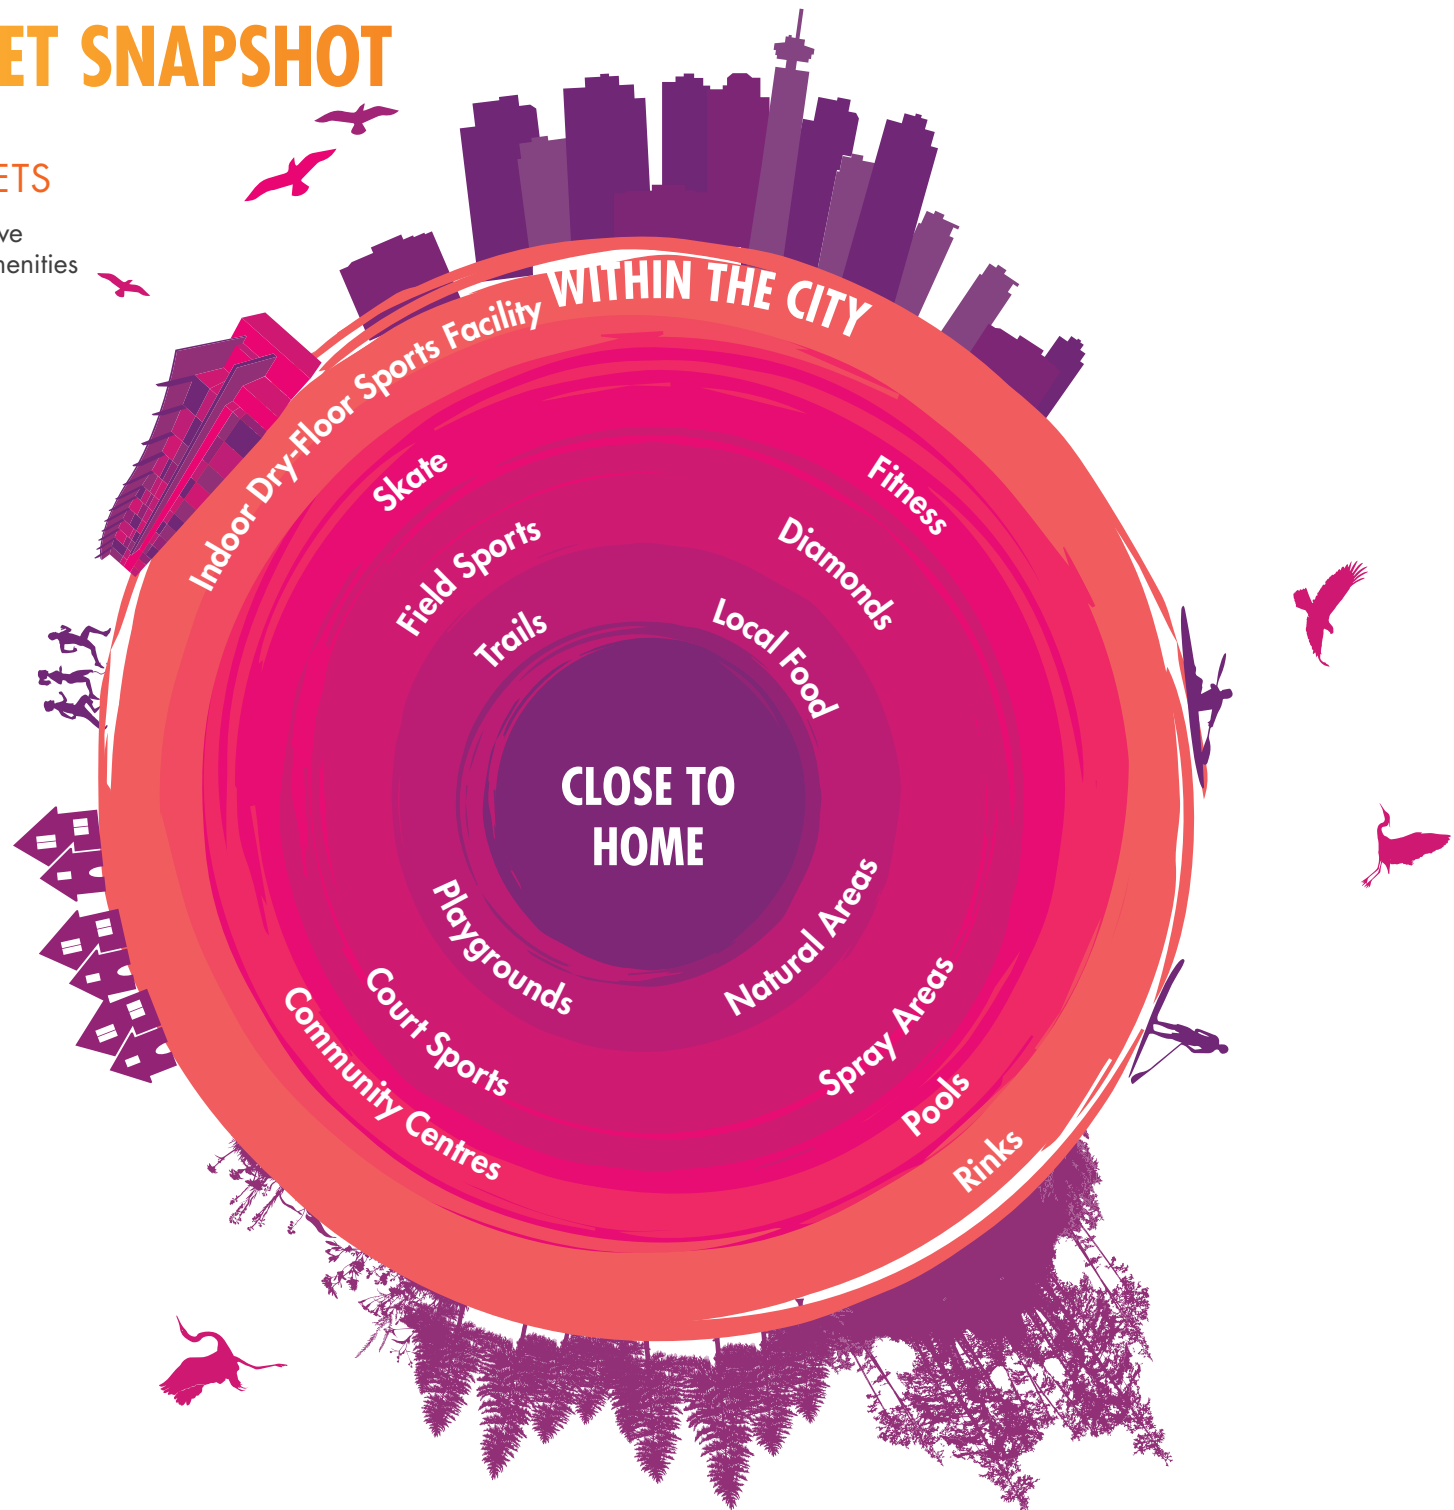 ET SNAPSHOT
ETS
ve
nenities
WITHIN THE CITY
Indoor Dry-Floor Sports Facility
Skate
Fitness
Field Sports
Diamonds
Trails
Local Food
CLOSE TO
HOME
Playgrounds
Natural Areas
Court Sports
Spray Areas
Community Centres
Pools
Rinks